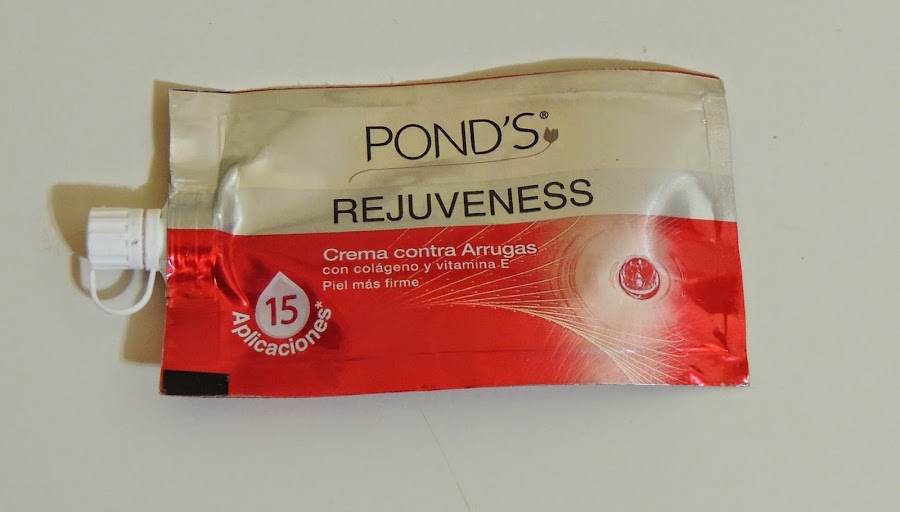 POND'S®
REJUVENESS
Crema contra Arrugas
con colágeno y vitamina E
Piel más firme
15
Aplicaciones*